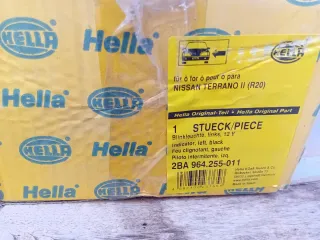 HELLA
Hella
HELLA
Hella
HELLA
HELLA
HELLA
HELLA
HELLA
für ó for ó pour ó para
NISSAN TERRANO II (R20)
Hella Original-Teil • Hella Original Part
1 STUECK/PIECE
Blinkleuchte, links, 12 V
indicator, left, black
feu clignotant, gauche
Piloto intermitente, izq.
2BA 964.255-011